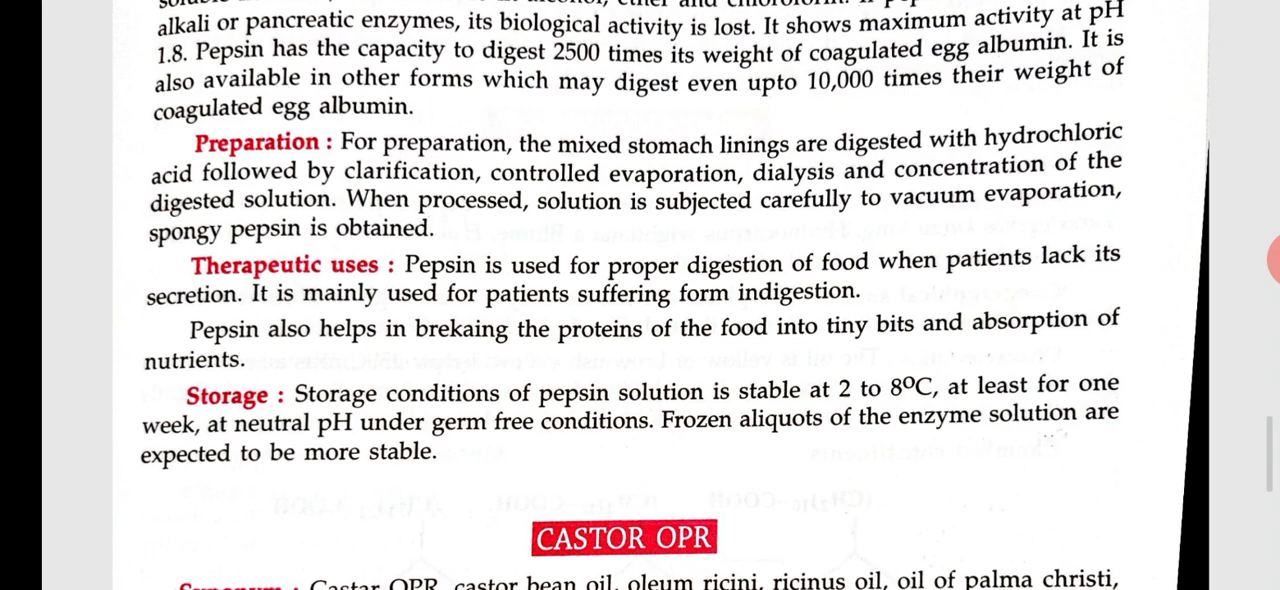 alkali or pancreatic enzymes, its biological activity is lost. It shows maximum activity at pH
1.8. Pepsin has the capacity to digest 2500 times its weight of coagulated egg albumin. It is
also available in other forms which may digest even upto 10,000 times their weight of
coagulated egg albumin.
Preparation : For preparation, the mixed stomach linings are digested with hydrochloric
acid followed by clarification, controlled evaporation, dialysis and concentration of the
digested solution. When processed, solution is subjected carefully to vacuum evaporation,
spongy pepsin is obtained.
Therapeutic uses : Pepsin is used for proper digestion of food when patients lack its
secretion. It is mainly used for patients suffering form indigestion.
Pepsin also helps in brekaing the proteins of the food into tiny bits and absorption of
nutrients.
Storage : Storage conditions of pepsin solution is stable at 2 to 8°C, at least for one
week, at neutral pH under germ free conditions. Frozen aliquots of the enzyme solution are
expected to be more stable.
CASTOR OPR
Castar OPR, castor bean oil, oleum ricini, ricinus oil, oil of palma christi,